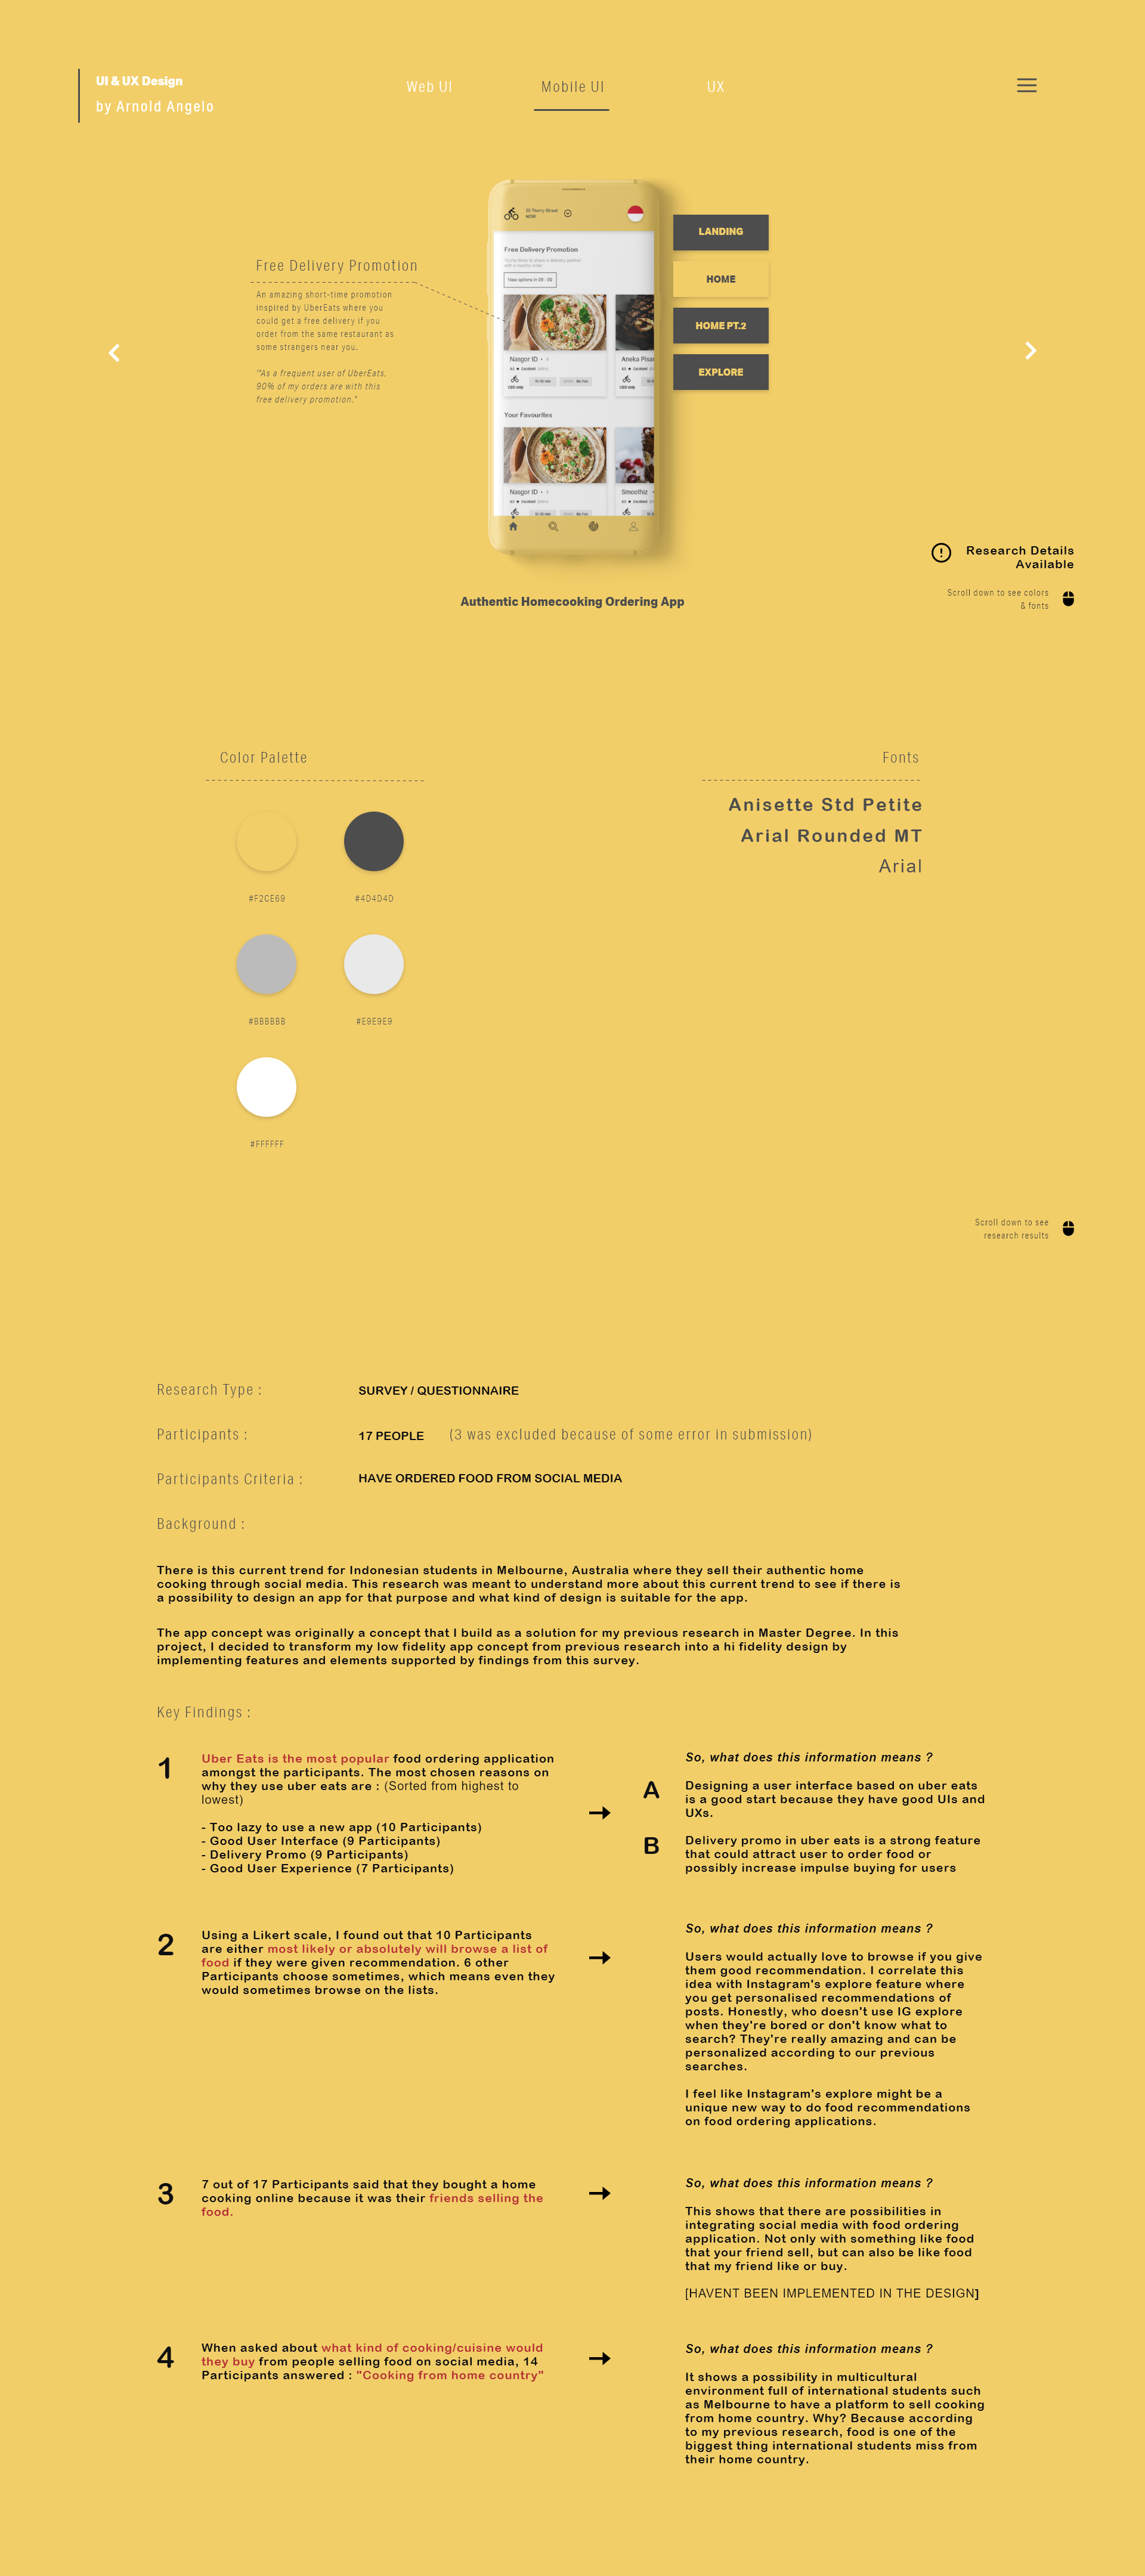 UI & UX Design
by Arnold Angelo
Web UI
Mobile UI
UX
Free Delivery Promotion
An amazing short-time promotion
inspired by UberEats where you
could get a free delivery if you
order from the same restaurant as
some strangers near you.
"As a frequent user of UberEats,
90% of my orders are with this
free delivery promotion."
NOW
Free Delivery Promotion
You're likely to share a delivery partner
with a nearby order
New options in 09 : 00
Nasgor ID
Aneka Pisan
CBD only
15-30 min
No Fee
Your Favourites
Nasgor ID
Smoothiz
LANDING
HOME
HOME PT.2
EXPLORE
Authentic Homecooking Ordering App
Research Details
Available
Scroll down to see colors
& fonts
Color Palette
#F2CE69
#4D4D4D
#BBBBBB
#E9E9E9
#FFFFFF
Fonts
Anisette Std Petite
Arial Rounded MT
Arial
Scroll down to see
research results
Research Type :
SURVEY / QUESTIONNAIRE
Participants :
17 PEOPLE (3 was excluded because of some error in submission)
Participants Criteria :
HAVE ORDERED FOOD FROM SOCIAL MEDIA
Background :
There is this current trend for Indonesian students in Melbourne, Australia where they sell their authentic home
cooking through social media. This research was meant to understand more about this current trend to see if there is
a possibility to design an app for that purpose and what kind of design is suitable for the app.
The app concept was originally a concept that I build as a solution for my previous research in Master Degree. In this
project, I decided to transform my low fidelity app concept from previous research into a hi fidelity design by
implementing features and elements supported by findings from this survey.
Key Findings :
1
Uber Eats is the most popular food ordering application
amongst the participants. The most chosen reasons on
why they use uber eats are : (Sorted from highest to
lowest)
- Too lazy to use a new app (10 Participants)
- Good User Interface (9 Participants)
- Delivery Promo (9 Participants)
- Good User Experience (7 Participants)
So, what does this information means ?
A
Designing a user interface based on uber eats
is a good start because they have good UIs and
UXs.
B
Delivery promo in uber eats is a strong feature
that could attract user to order food or
possibly increase impulse buying for users
2
Using a Likert scale, I found out that 10 Participants
are either most likely or absolutely will browse a list of
food if they were given recommendation. 6 other
Participants choose sometimes, which means even they
would sometimes browse on the lists.
So, what does this information means ?
Users would actually love to browse if you give
them good recommendation. I correlate this
idea with Instagram's explore feature where
you get personalised recommendations of
posts. Honestly, who doesn't use IG explore
when they're bored or don't know what to
search? They're really amazing and can be
personalized according to our previous
searches.
I feel like Instagram's explore might be a
unique new way to do food recommendations
on food ordering applications.
3
7 out of 17 Participants said that they bought a home
cooking online because it was their friends selling the
food.
So, what does this information means ?
This shows that there are possibilities in
integrating social media with food ordering
application. Not only with something like food
that your friend sell, but can also be like food
that my friend like or buy.
[HAVENT BEEN IMPLEMENTED IN THE DESIGN]
4
When asked about what kind of cooking/cuisine would
they buy from people selling food on social media, 14
Participants answered : "Cooking from home country"
So, what does this information means ?
It shows a possibility in multicultural
environment full of international students such
as Melbourne to have a platform to sell cooking
from home country. Why? Because according
to my previous research, food is one of the
biggest thing international students miss from
their home country.